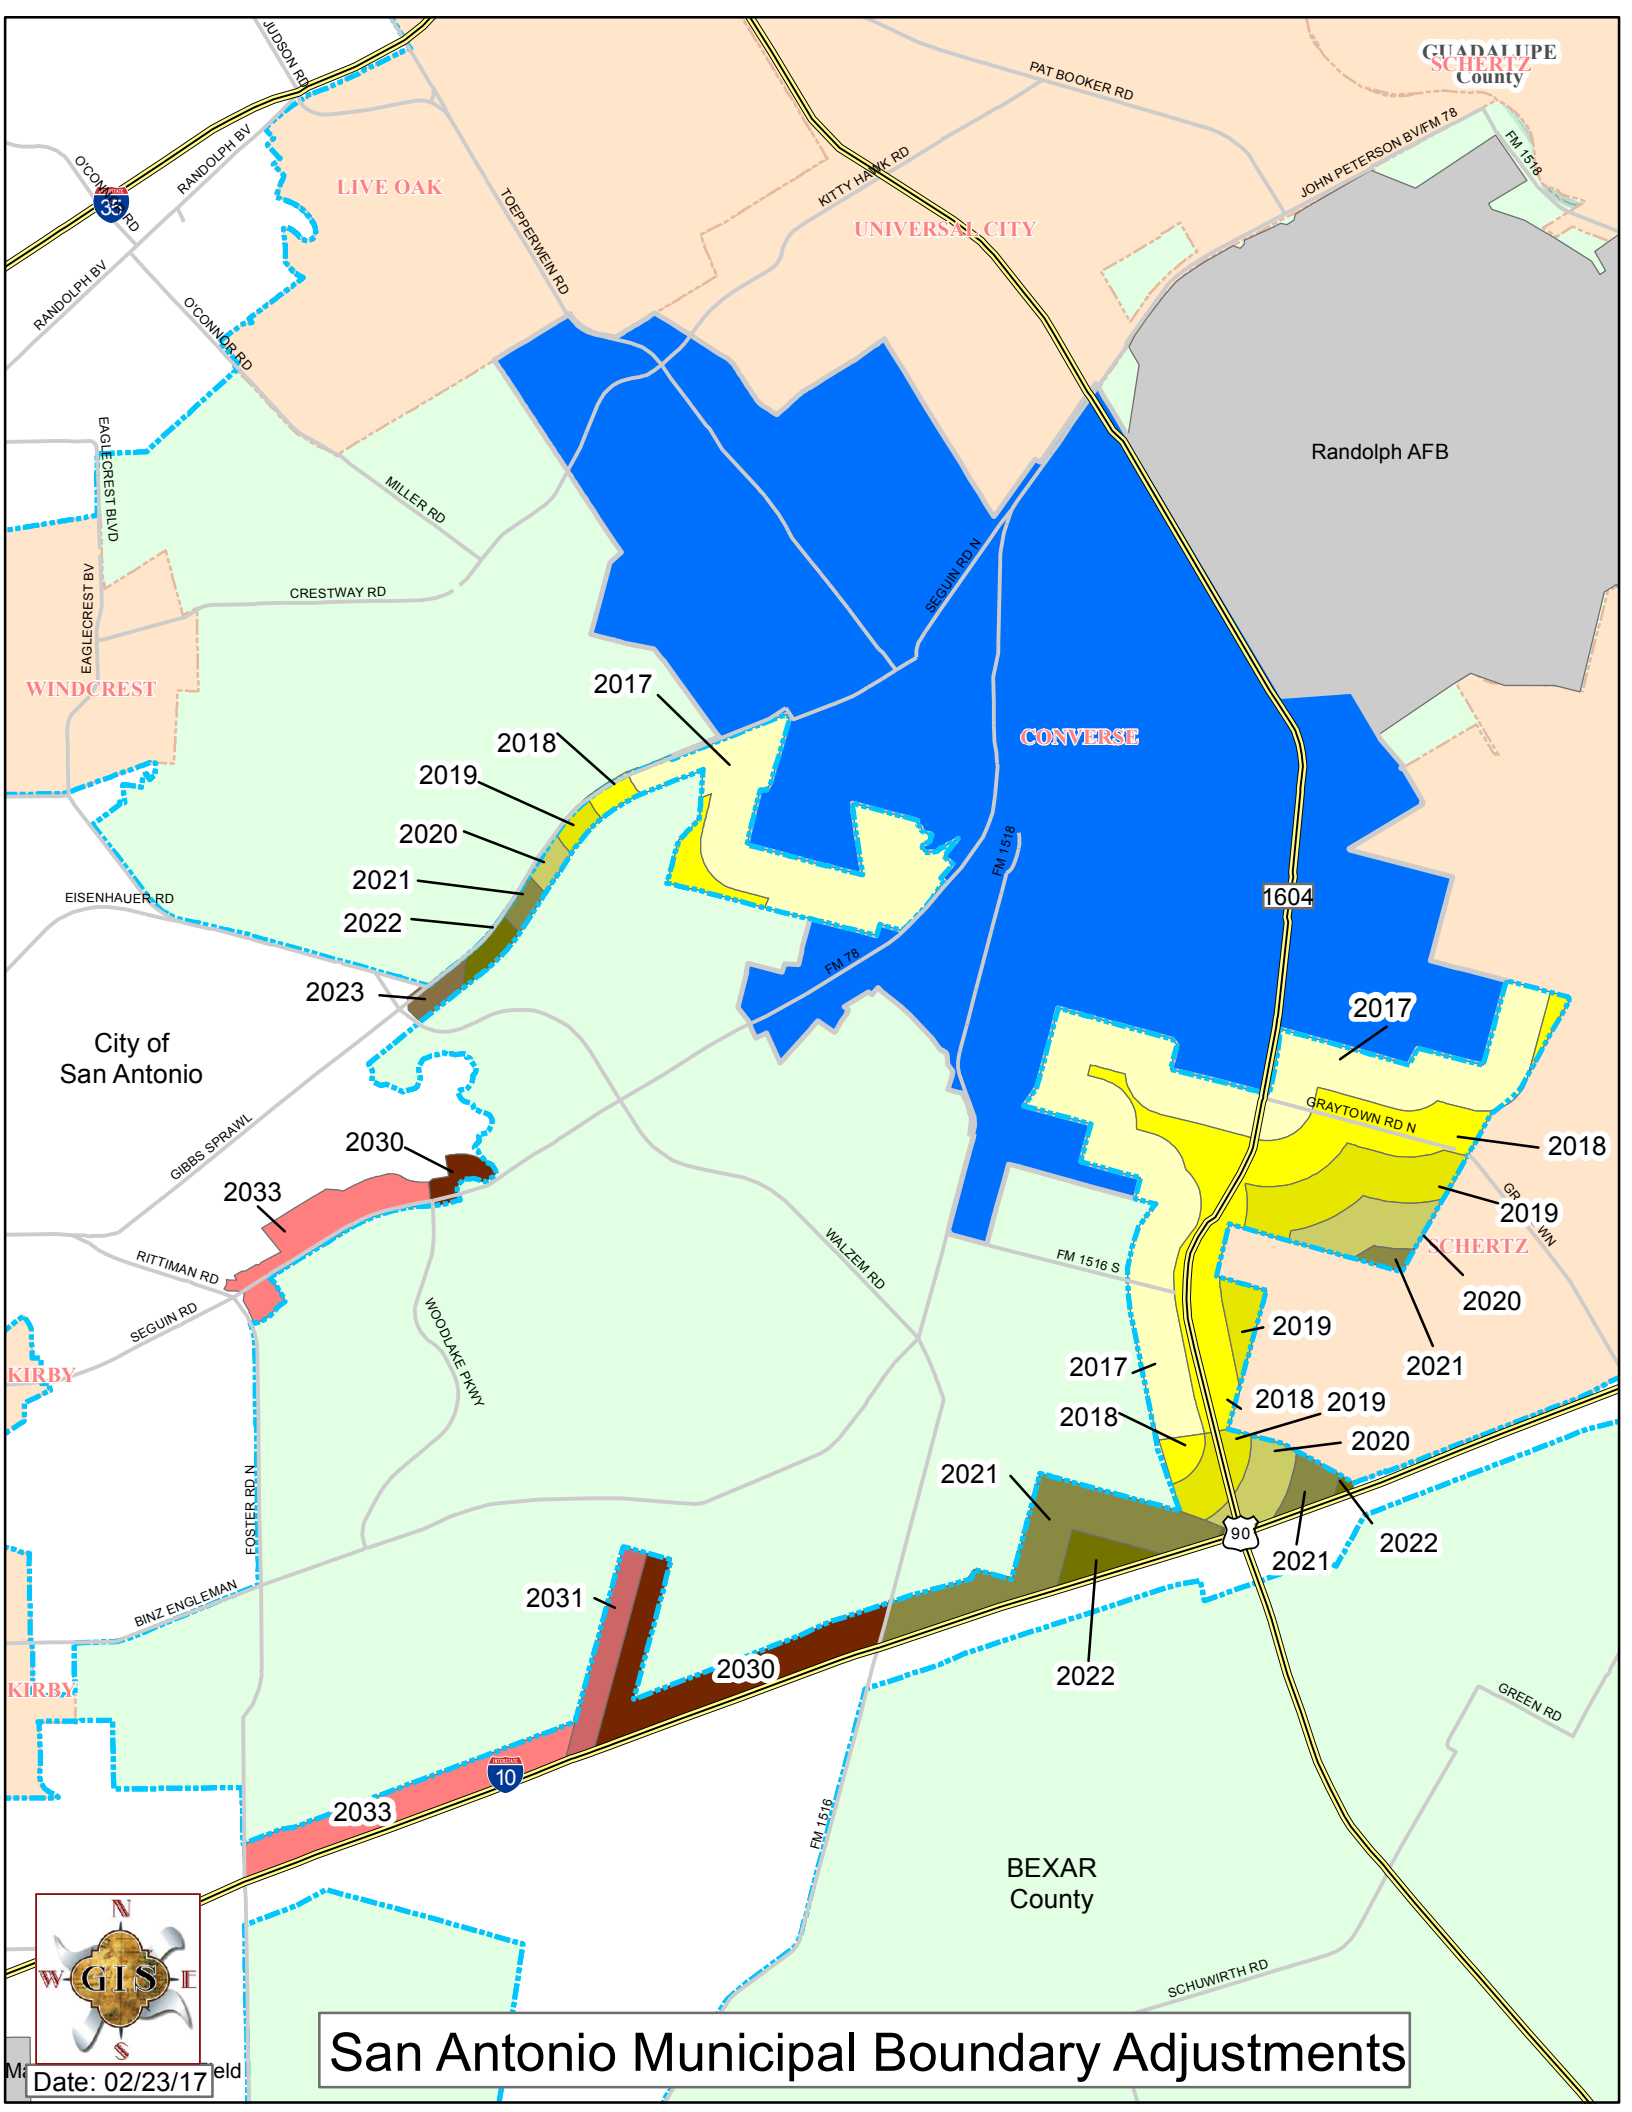 JUDSON RD
PAT BOOKER RD
GUADALUPE
SCHERTZ
County
RANDOLPH BV
JOHN PETERSON BV/FM 78
FM 1518
O'CONNOR RD
35
LIVE OAK
KITTY HAWK RD
TOEPPERWEIN RD
UNIVERSAL CITY
RANDOLPH BV
O'CONNOR RD
Randolph AFB
EAGLECREST BLVD
MILLER RD
SEGUIN RD N
CRESTWAY RD
EAGLECREST BV
WINDCREST
2017
CONVERSE
2018
2019
2020
FM 1518
2021
EISENHAUER RD
1604
2022
FM 78
2023
2017
City of
San Antonio
GRAYTOWN RD N
GIBBS SPRAWL
2030
2018
2033
2019
SCHERTZ
WALZEM RD
RITTIMAN RD
FM 1516 S
2020
SEGUIN RD
WOODLAKE PKWY
2019
KIRBY
2017
2021
2018
2018
2019
2020
2021
FOSTER RD N
90
2022
2021
BINZ ENGLEMAN
2031
2030
2022
KIRBY
GREEN RD
INTERSTATE
10
2033
FM 1516
BEXAR
County
N
W GIS E
S
SCHUWIRTH RD
San Antonio Municipal Boundary Adjustments
Date: 02/23/17